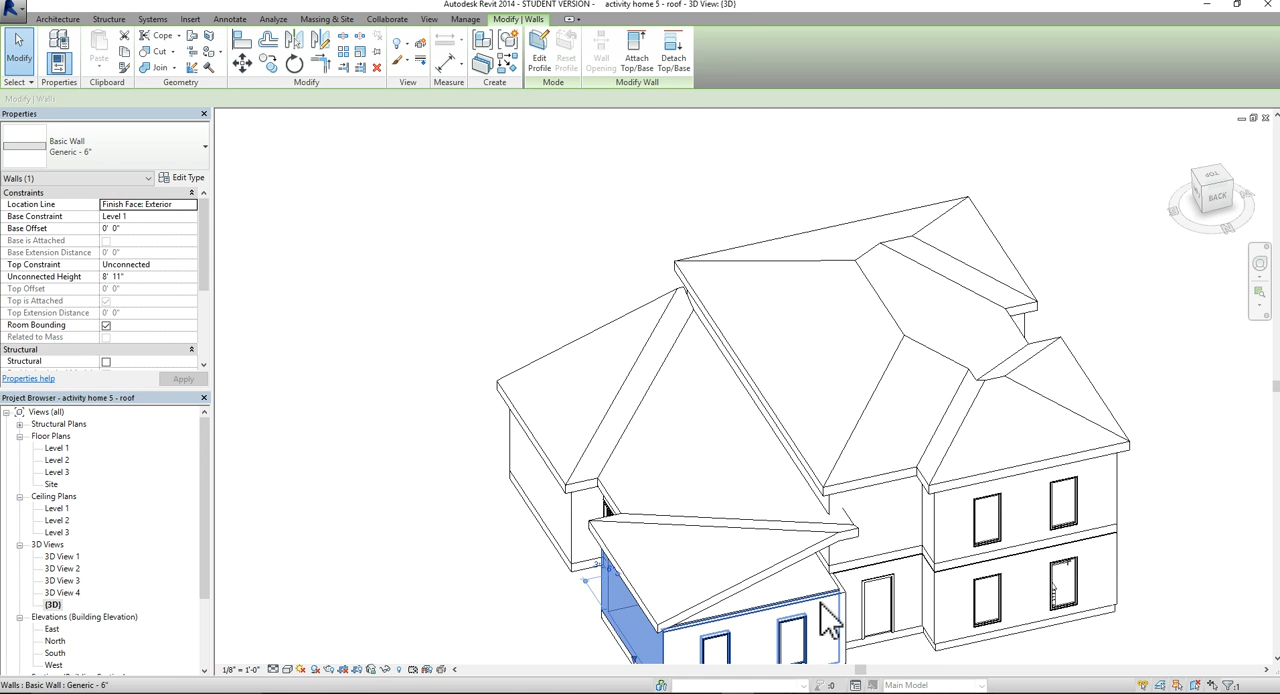 Autodesk Revit 2014 - STUDENT VERSION - activity home 5 - roof - 3D View: {3D}
Architecture Structure Systems Insert Annotate Analyze Massing & Site Collaborate View Manage Modify | Walls
Modify
Paste
Cope
Cut
Join
Edit Profile
Reset Profile
Wall Opening
Attach Top/Base
Detach Top/Base
Select Properties Clipboard Geometry Modify View Measure Create Mode Modify Wall
Modify | Walls
Properties
Basic Wall
Generic - 6"
Walls (1) Edit Type
Constraints
Location Line Finish Face: Exterior
Base Constraint Level 1
Base Offset 0' 0"
Base is Attached
Base Extension Distance 0' 0"
Top Constraint Unconnected
Unconnected Height 8' 11"
Top Offset 0' 0"
Top is Attached
Top Extension Distance 0' 0"
Room Bounding
Related to Mass
Structural
Structural
Properties help Apply
Project Browser - activity home 5 - roof
Views (all)
Structural Plans
Floor Plans
Level 1
Level 2
Level 3
Site
Ceiling Plans
Level 1
Level 2
Level 3
3D Views
3D View 1
3D View 2
3D View 3
3D View 4
{3D}
Elevations (Building Elevation)
East
North
South
West
TOP
BACK
1/8" = 1'-0"
Walls : Basic Wall : Generic - 6"
:0
Main Model
:1